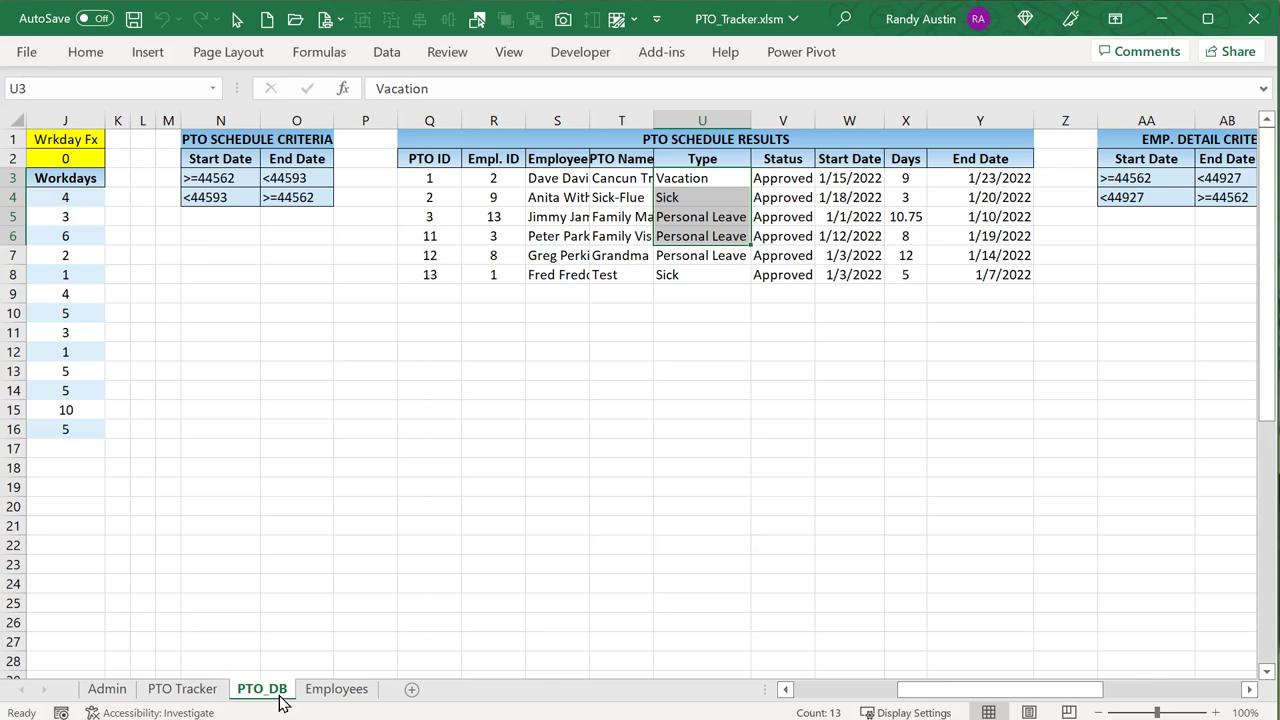 AutoSave Off PTO_Tracker.xlsm Randy Austin RA
File Home Insert Page Layout Formulas Data Review View Developer Add-ins Help Power Pivot Comments Share
U3 fx Vacation
J K L M N O P Q R S T U V W X Y Z AA AB
1 Wrkday Fx PTO SCHEDULE CRITERIA PTO SCHEDULE RESULTS EMP. DETAIL CRITE
2 0 Start Date End Date PTO ID Empl. ID Employee PTO Name Type Status Start Date Days End Date Start Date End Date
3 Workdays >=44562 <44593 1 2 Dave Davi Cancun Tr Vacation Approved 1/15/2022 9 1/23/2022 >=44562 <44927
4 4 <44593 >=44562 2 9 Anita With Sick-Flue Sick Approved 1/18/2022 3 1/20/2022 <44927 >=44562
5 3 3 13 Jimmy Jan Family Ma Personal Leave Approved 1/1/2022 10.75 1/10/2022
6 6 11 3 Peter Park Family Vis Personal Leave Approved 1/12/2022 8 1/19/2022
7 2 12 8 Greg Perki Grandma Personal Leave Approved 1/3/2022 12 1/14/2022
8 1 13 1 Fred Fredo Test Sick Approved 1/3/2022 5 1/7/2022
9 4
10 5
11 3
12 1
13 5
14 5
15 10
16 5
17
18
19
20
21
22
23
24
25
26
27
28
Admin PTO Tracker PTO_DB Employees
Ready Accessibility: Investigate Count: 13 Display Settings 100%